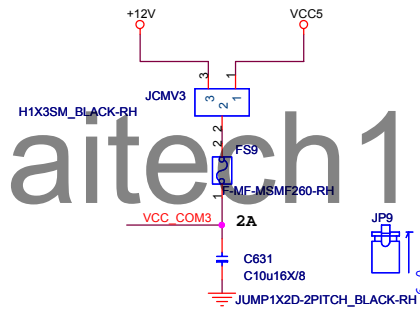 +12V
VCC5
3
1
JCMV3
3 2 1
H1X3SM_BLACK-RH
2
2
FS9
F-MF-MSMF260-RH
1
aitech1
VCC_COM3
2A
JP9
C631
C10u16X/8
JUMP1X2D-2PITCH_BLACK-RH